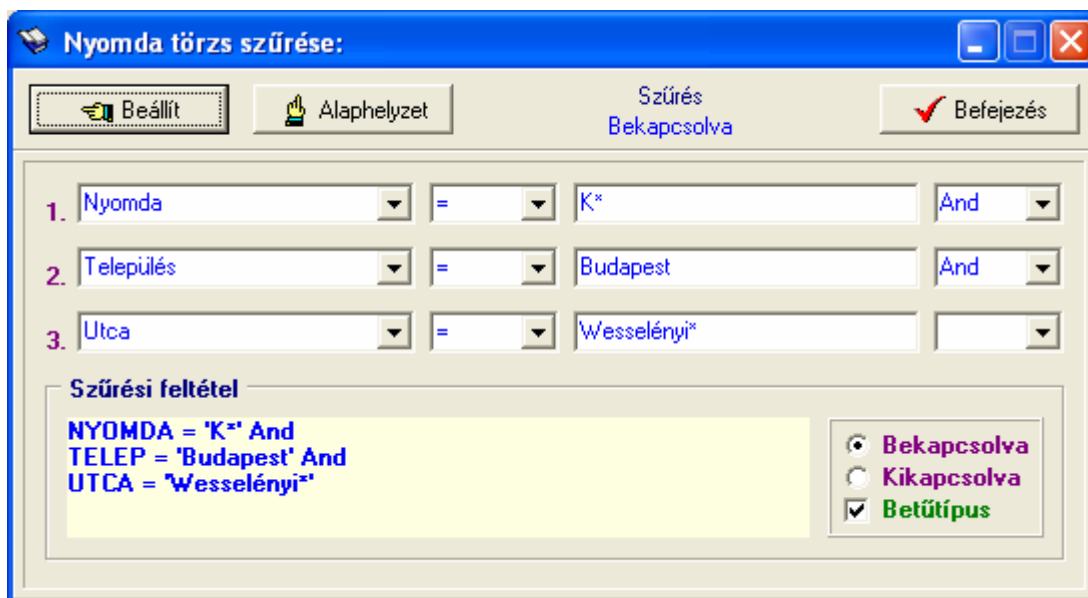 Nyomda törzs szűrése:
Beállít
Alaphelyzet
Szűrés
Bekapcsolva
Befejezés
1. Nyomda = K* And
2. Település = Budapest And
3. Utca = Wesselényi*
Szűrési feltétel
NYOMDA = 'K*' And
TELEP = 'Budapest' And
UTCA = 'Wesselényi*'
Bekapcsolva
Kikapcsolva
Betűtípus